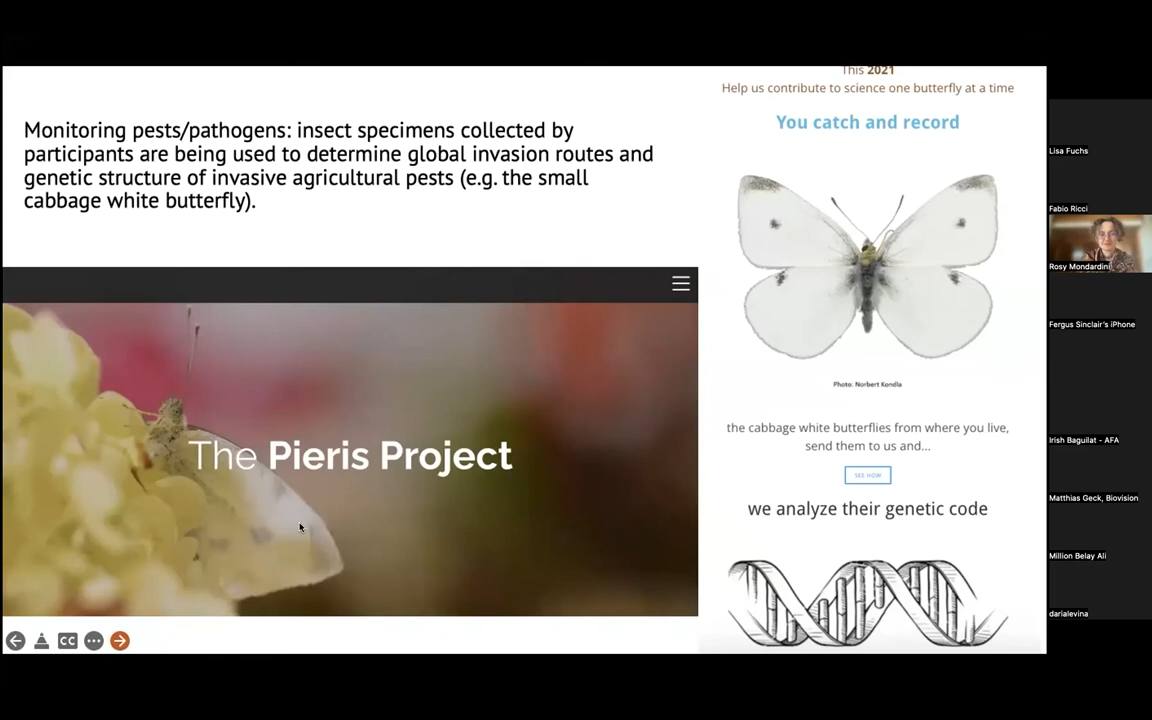 Monitoring pests/pathogens: insect specimens collected by
participants are being used to determine global invasion routes and
genetic structure of invasive agricultural pests (e.g. the small
cabbage white butterfly).
The Pieris Project
This 2021
Help us contribute to science one butterfly at a time
You catch and record
Photo: Norbert Kondla
the cabbage white butterflies from where you live,
send them to us and...
SEE HOW
we analyze their genetic code
CC
Lisa Fuchs
Fabio Ricci
Rosy Mondardini
Fergus Sinclair's iPhone
Irish Baguilat - AFA
Matthias Geck, Biovision
Million Belay Ali
darialevina